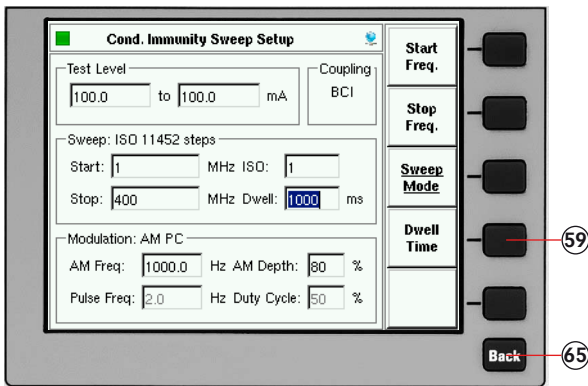 Cond. Immunity Sweep Setup
Test Level
100.0 to 100.0 mA
Coupling
BCI
Sweep: ISO 11452 steps
Start: 1 MHz ISO: 1
Stop: 400 MHz Dwell: 1000 ms
Modulation: AM PC
AM Freq: 1000.0 Hz AM Depth: 80 %
Pulse Freq: 2.0 Hz Duty Cycle: 50 %
Start
Freq.
Stop
Freq.
Sweep
Mode
Dwell
Time
59
Back
65